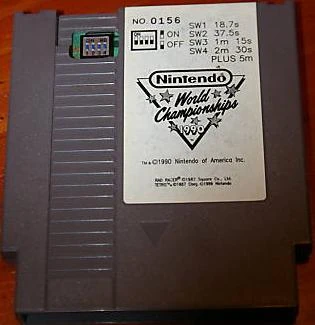 NO. 0156
SW1 18.7s
ON SW2 37.5s
OFF SW3 1m 15s
SW4 2m 30s
PLUS 5m
Nintendo
World
Championships
1990
TM & ©1990 Nintendo of America Inc.
RAD RACER ©1987 Square Co., Ltd.
TETRIS ©1987 Elorg ©1989 Nintendo